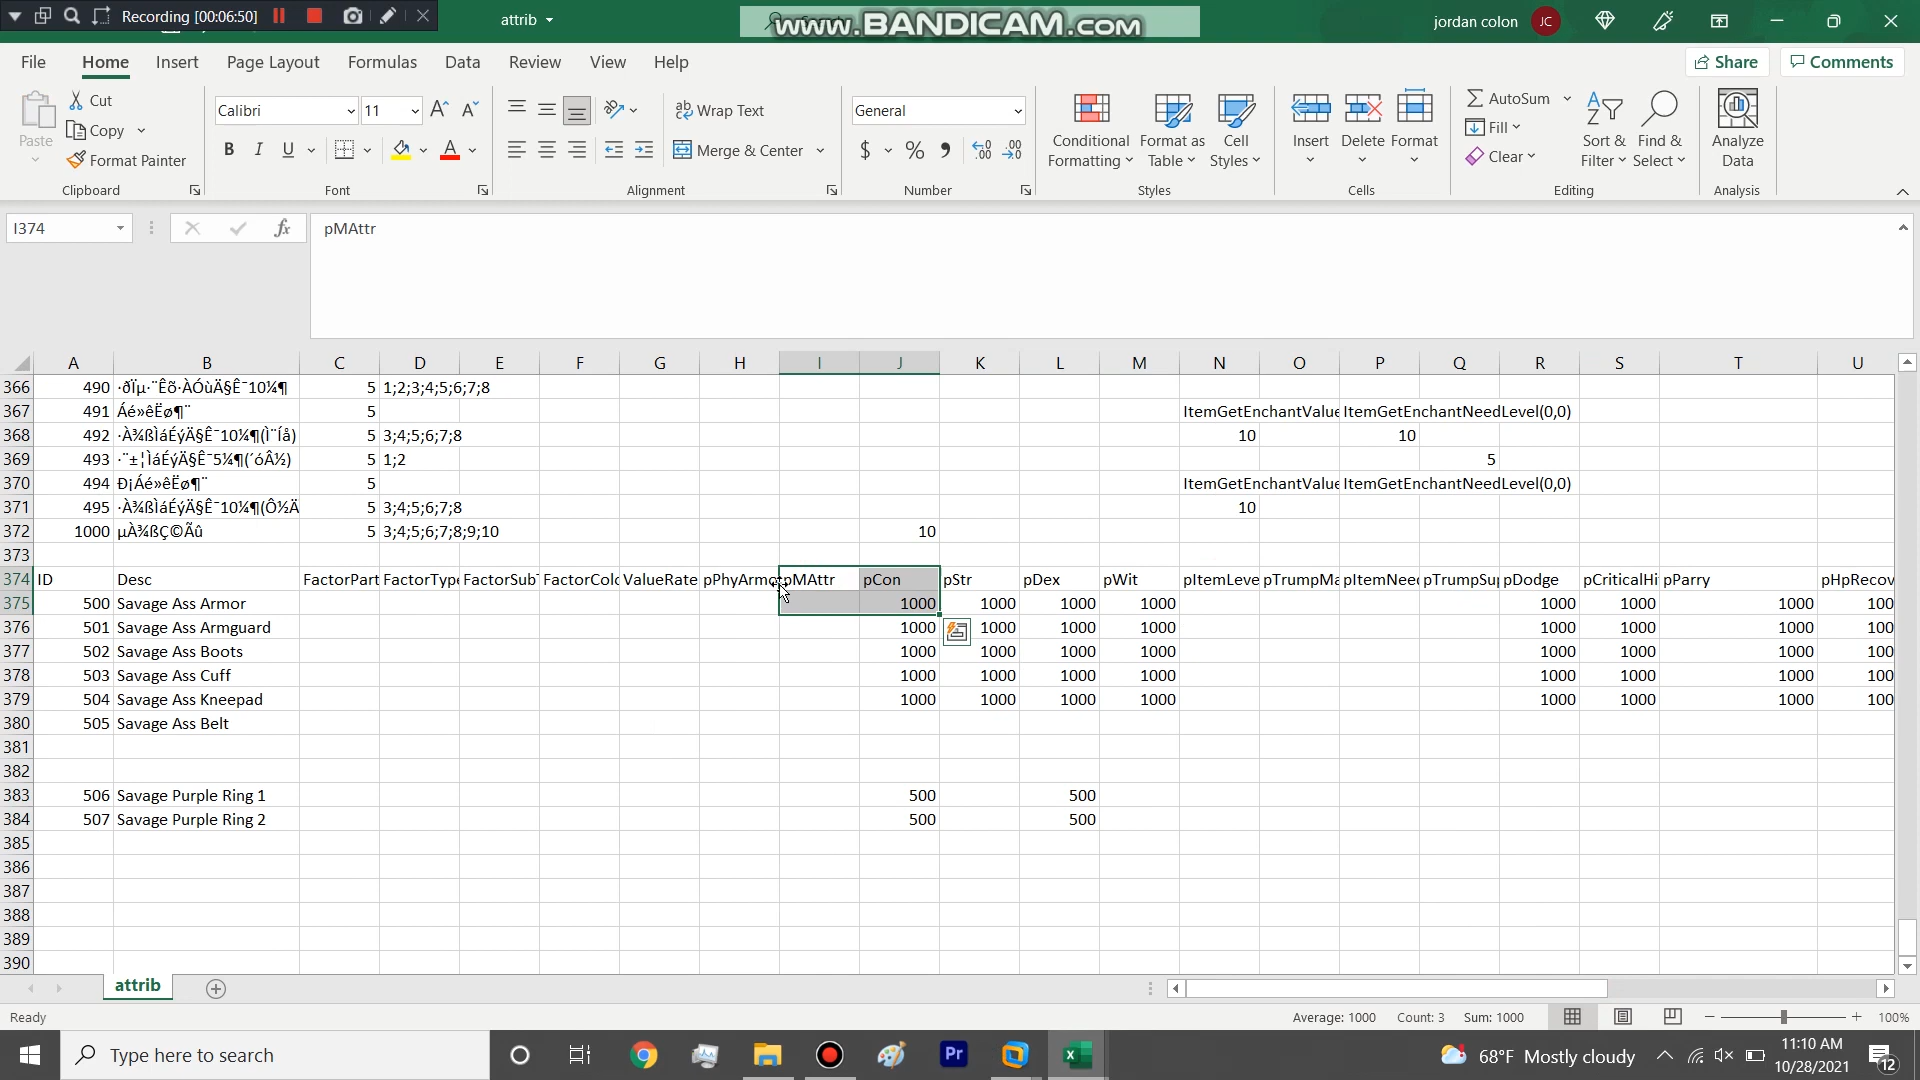 Recording [00:06:50]
attrib
www.BANDICAM.com
jordan colon
JC
File Home Insert Page Layout Formulas Data Review View Help
Share
Comments
Paste
Cut
Copy
Format Painter
Clipboard
Calibri 11
B I U
Font
Wrap Text
Merge & Center
Alignment
General
$ % 9
Number
Conditional Formatting
Format as Table
Cell Styles
Styles
Insert Delete Format
Cells
AutoSum
Fill
Clear
Sort & Filter
Find & Select
Editing
Analyze Data
Analysis
I374
fx
pMAttr
A B C D E F G H I J K L M N O P Q R S T U
366 490 ·ðÏµ·¨Êõ·ÀÓùÄ§Ê¯10¼¶ 5 1;2;3;4;5;6;7;8
367 491 Áé»êËø¶¨ 5 ItemGetEnchantValue ItemGetEnchantNeedLevel(0,0)
368 492 ·À¾ßÌáÉýÄ§Ê¯10¼¶(Ì¨Íå) 5 3;4;5;6;7;8 10 10
369 493 ·¨±¦ÌáÉýÄ§Ê¯5¼¶(´óÂ½) 5 1;2 5
370 494 Ð¡Áé»êËø¶¨ 5 ItemGetEnchantValue ItemGetEnchantNeedLevel(0,0)
371 495 ·À¾ßÌáÉýÄ§Ê¯10¼¶(Ô½Ä 5 3;4;5;6;7;8 10
372 1000 µÀ¾ßÇ©Ãû 5 3;4;5;6;7;8;9;10 10
373
374 ID Desc FactorPart FactorType FactorSubT FactorColo ValueRate pPhyArmo pMAttr pCon pStr pDex pWit pItemLeve pTrumpMa pItemNeed pTrumpSup pDodge pCriticalHi pParry pHpRecov
375 500 Savage Ass Armor 1000 1000 1000 1000 1000 1000 1000 100
376 501 Savage Ass Armguard 1000 1000 1000 1000 1000 1000 1000 100
377 502 Savage Ass Boots 1000 1000 1000 1000 1000 1000 1000 100
378 503 Savage Ass Cuff 1000 1000 1000 1000 1000 1000 1000 100
379 504 Savage Ass Kneepad 1000 1000 1000 1000 1000 1000 1000 100
380 505 Savage Ass Belt
381
382
383 506 Savage Purple Ring 1 500 500
384 507 Savage Purple Ring 2 500 500
385
386
387
388
389
390
attrib
Ready
Average: 1000 Count: 3 Sum: 1000
100%
Type here to search
Pr
68°F Mostly cloudy
11:10 AM
10/28/2021
12